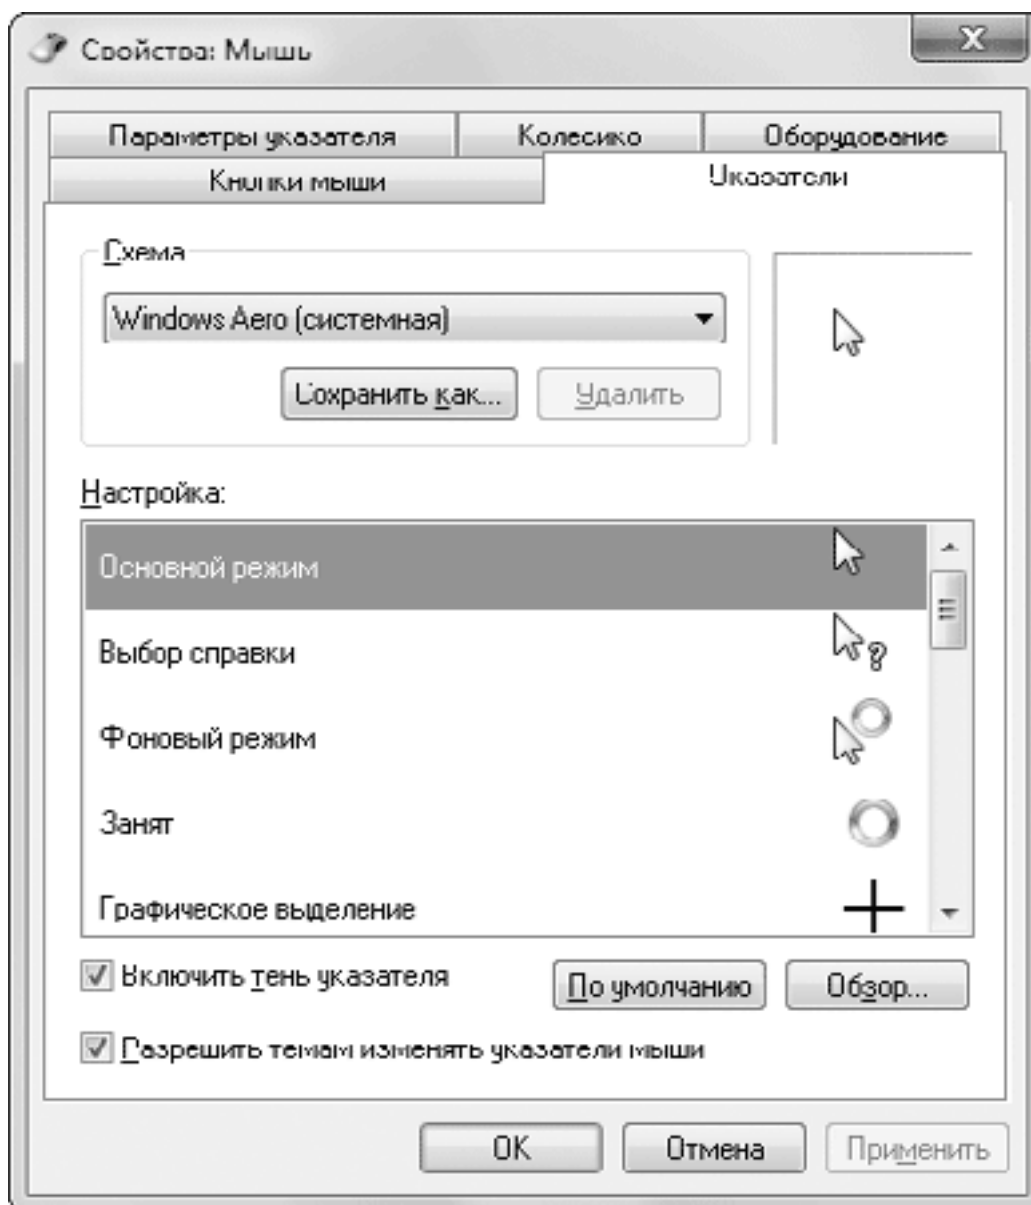 Свойства: Мышь
Параметры указателя Колесико Оборудование
Кнопки мыши Указатели
Схема
Windows Aero (системная)
Сохранить как... Удалить
Настройка:
Основной режим
Выбор справки
Фоновый режим
Занят
Графическое выделение
Включить тень указателя По умолчанию Обзор...
Разрешить темам изменять указатели мыши
OK Отмена Применить